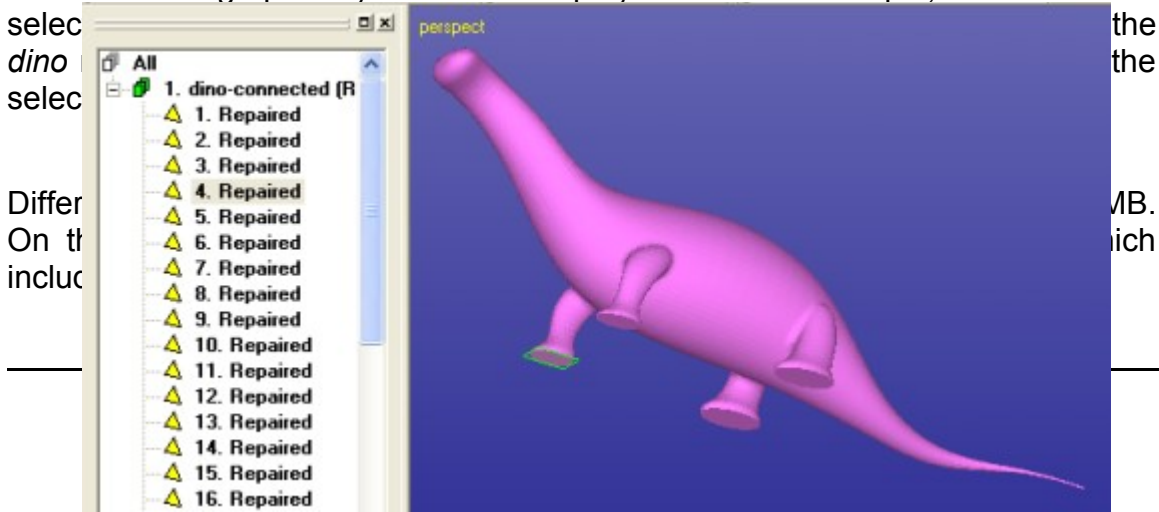 selec the
perspect
dino the
All
1. dino-connected (R
selec
1. Repaired
2. Repaired
3. Repaired
4. Repaired
Differ MB.
5. Repaired
On th hich
6. Repaired
includ
7. Repaired
8. Repaired
9. Repaired
10. Repaired
11. Repaired
12. Repaired
13. Repaired
14. Repaired
15. Repaired
16. Repaired